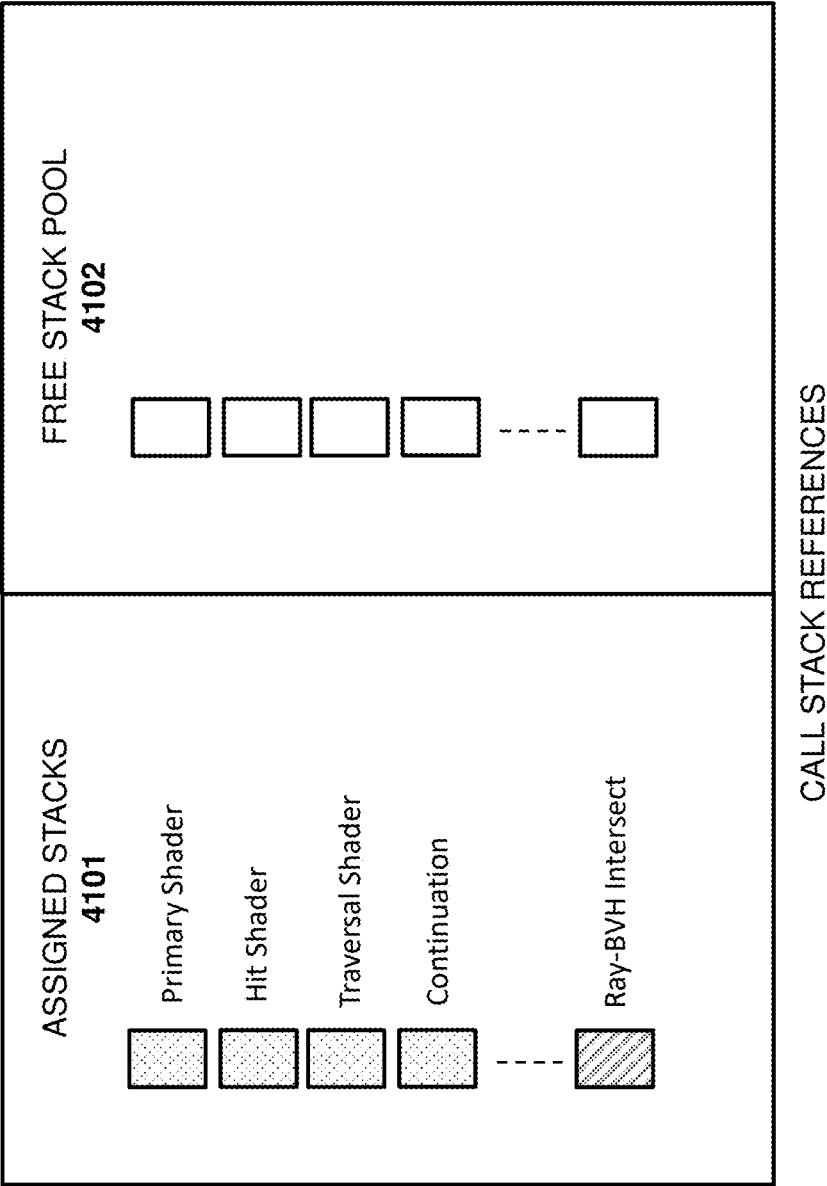 ASSIGNED STACKS
4101
Primary Shader
Hit Shader
Traversal Shader
Continuation
Ray-BVH Intersect
FREE STACK POOL
4102
CALL STACK REFERENCES